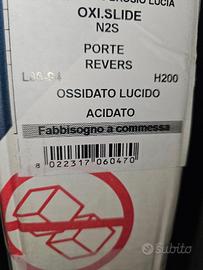 OXI.SLIDE
N2S
PORTE
REVERS
H200
OSSIDATO LUCIDO
ACIDATO
Fabbisogno a commessa
8 022317 060470
subito